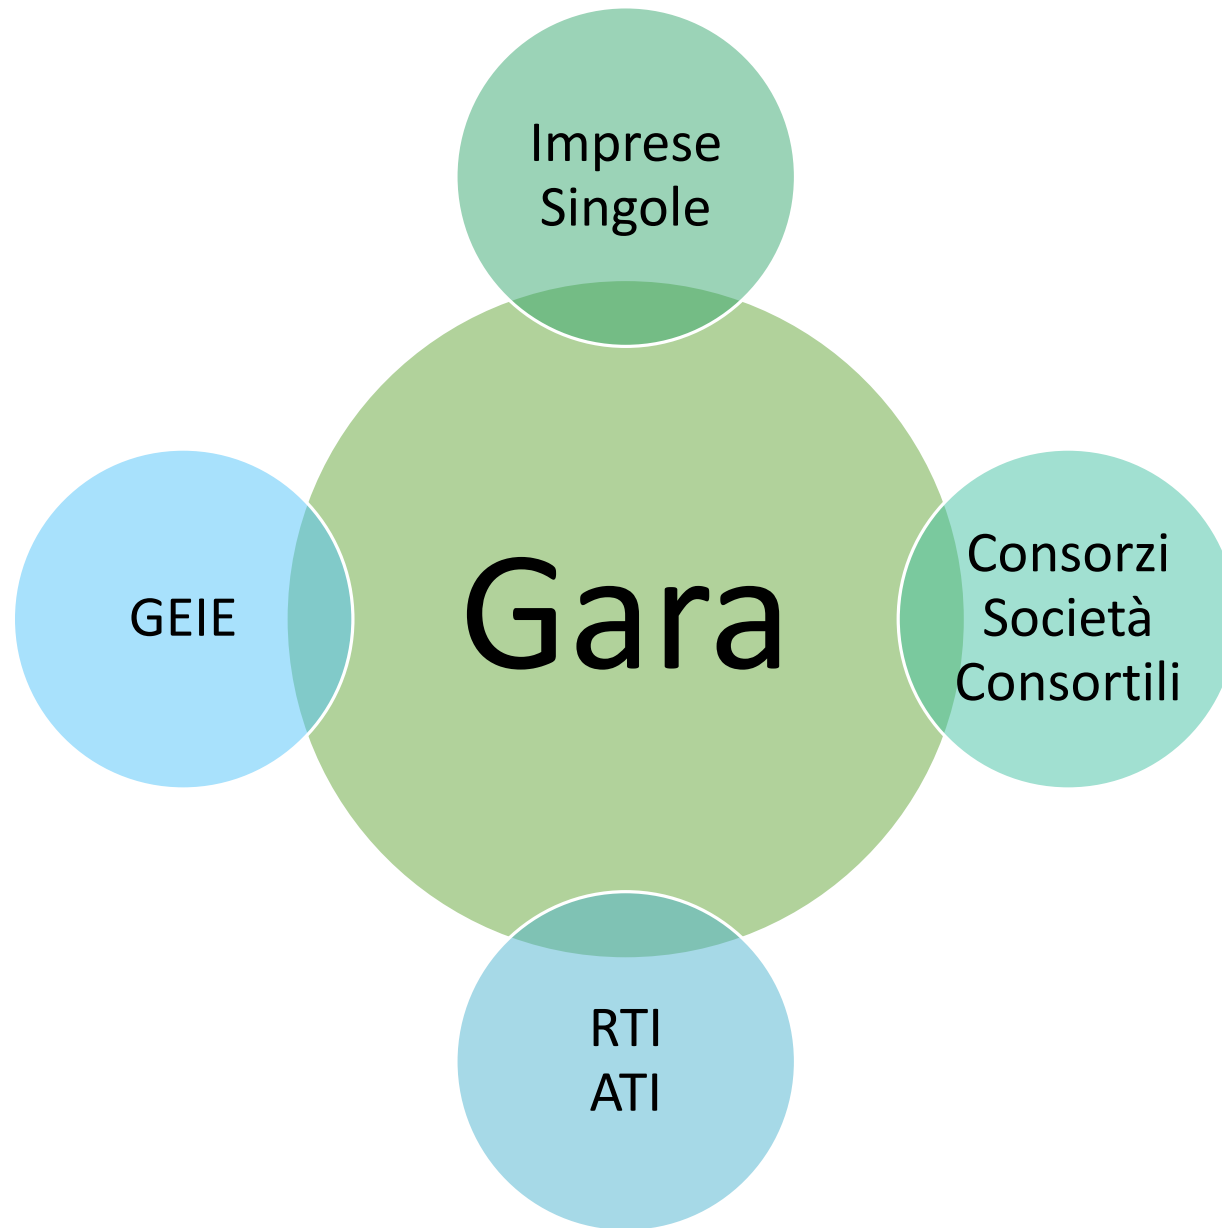 Imprese
Singole
GEIE
Gara
Consorzi
Società
Consortili
RTI
ATI